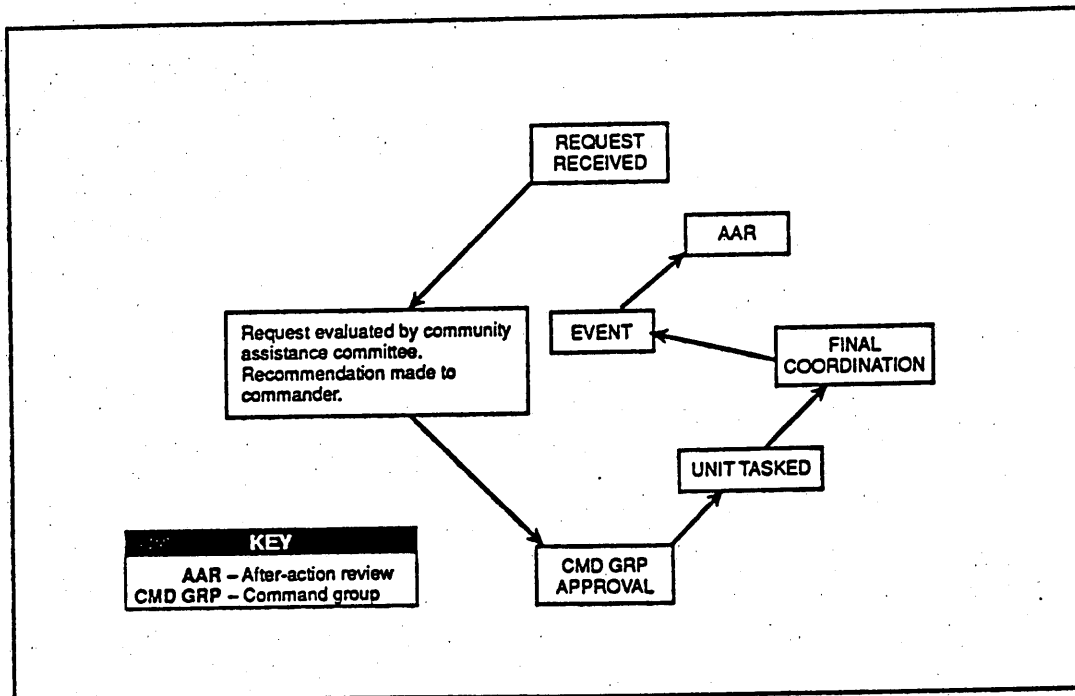 REQUEST
RECEIVED
AAR
EVENT
FINAL
COORDINATION
Request evaluated by community
assistance committee.
Recommendation made to
commander.
UNIT TASKED
CMD GRP
APPROVAL
KEY
AAR – After-action review
CMD GRP – Command group